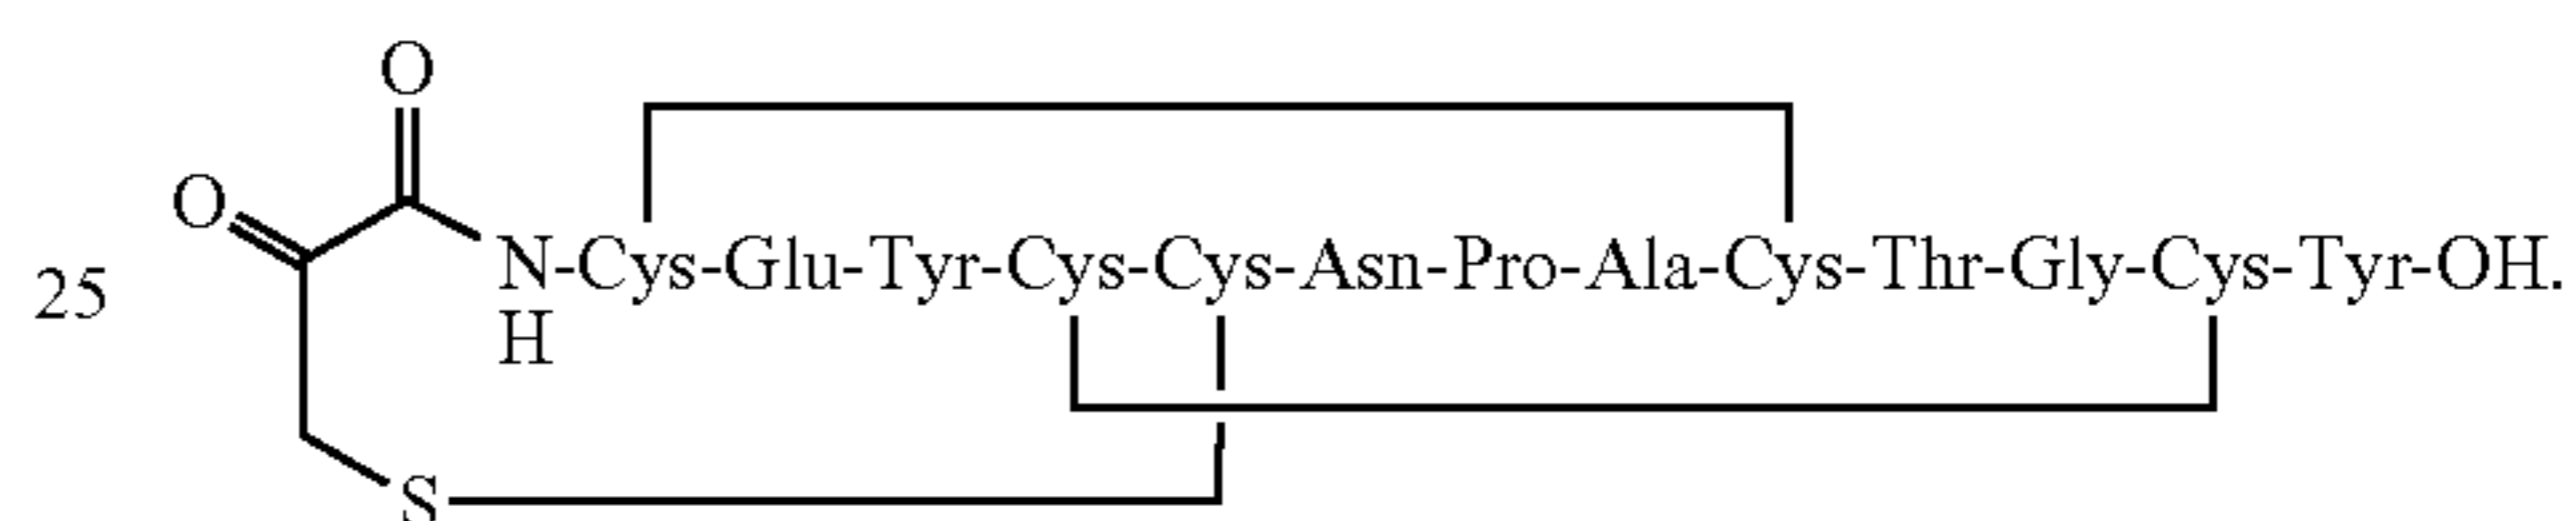 O
O
N-Cys-Glu-Tyr-Cys-Cys-Asn-Pro-Ala-Cys-Thr-Gly-Cys-Tyr-OH.
25
H
S